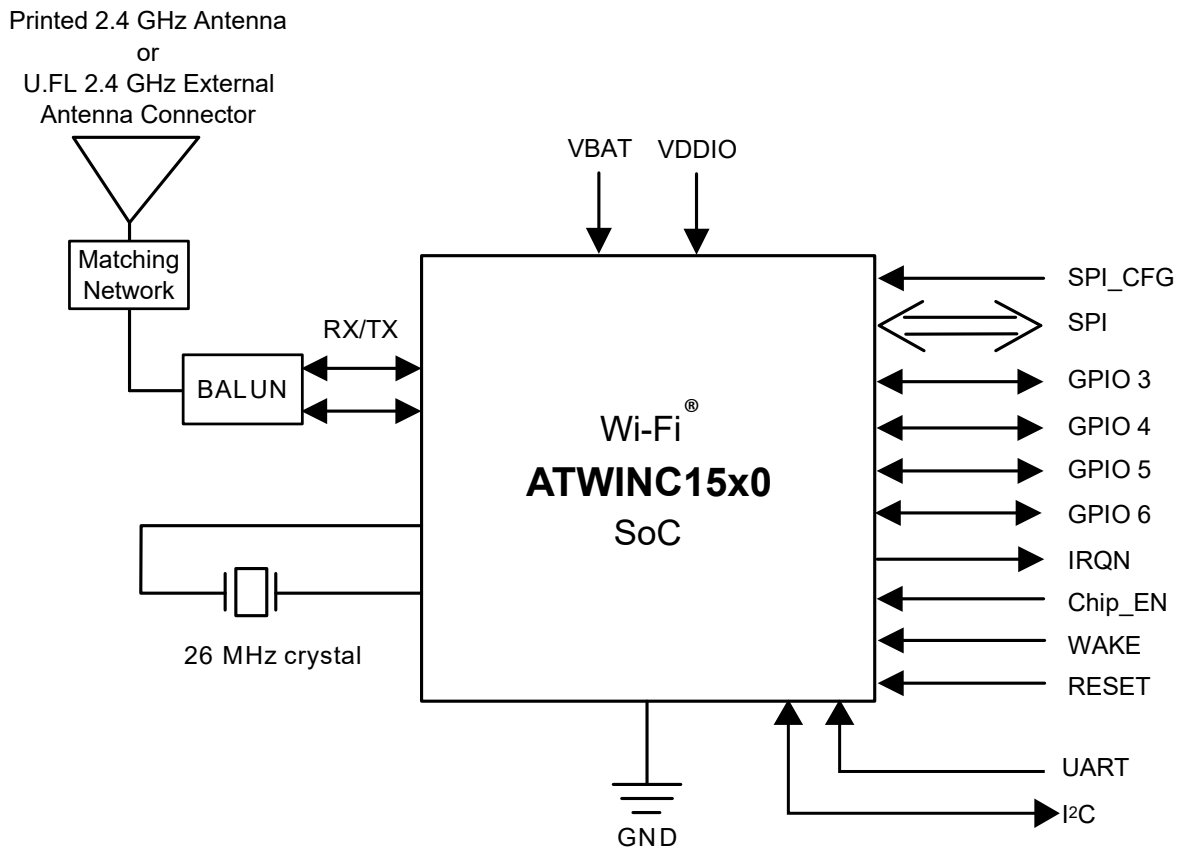 Printed 2.4 GHz Antenna
or
U.FL 2.4 GHz External
Antenna Connector
VBAT
VDDIO
Matching
Network
RX/TX
BALUN
Wi-Fi®
ATWINC15x0
SoC
26 MHz crystal
GND
SPI_CFG
SPI
GPIO 3
GPIO 4
GPIO 5
GPIO 6
IRQN
Chip_EN
WAKE
RESET
UART
I²C